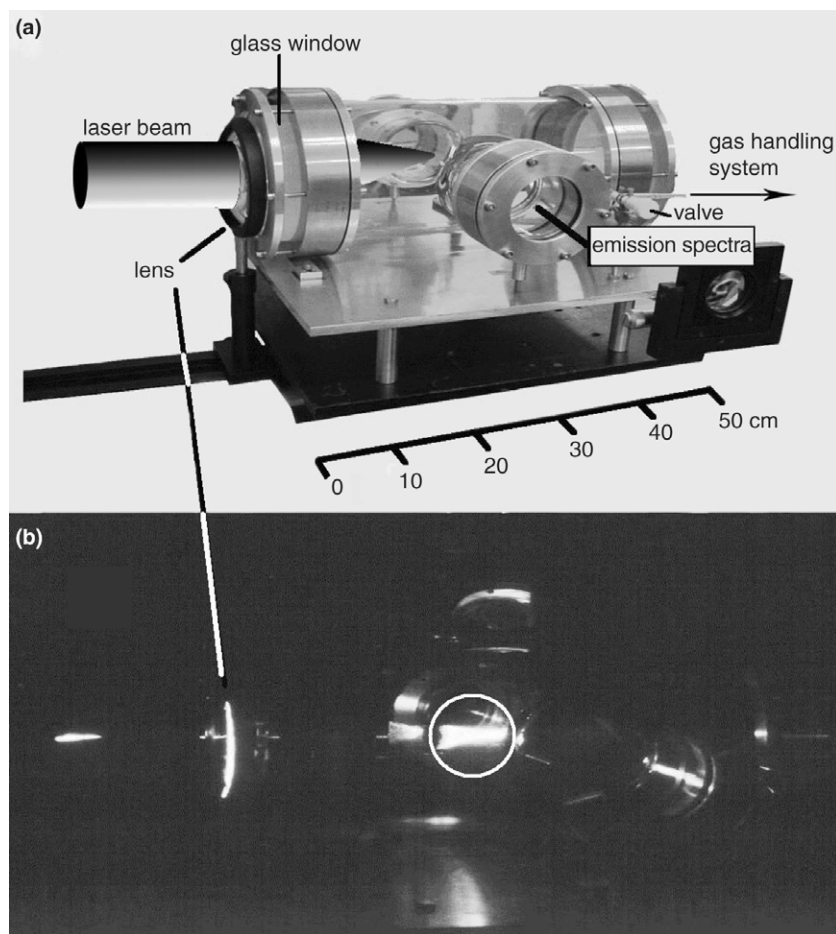 (a)
glass window
laser beam
gas handling
system
valve
emission spectra
lens
0
10
20
30
40
50 cm
(b)